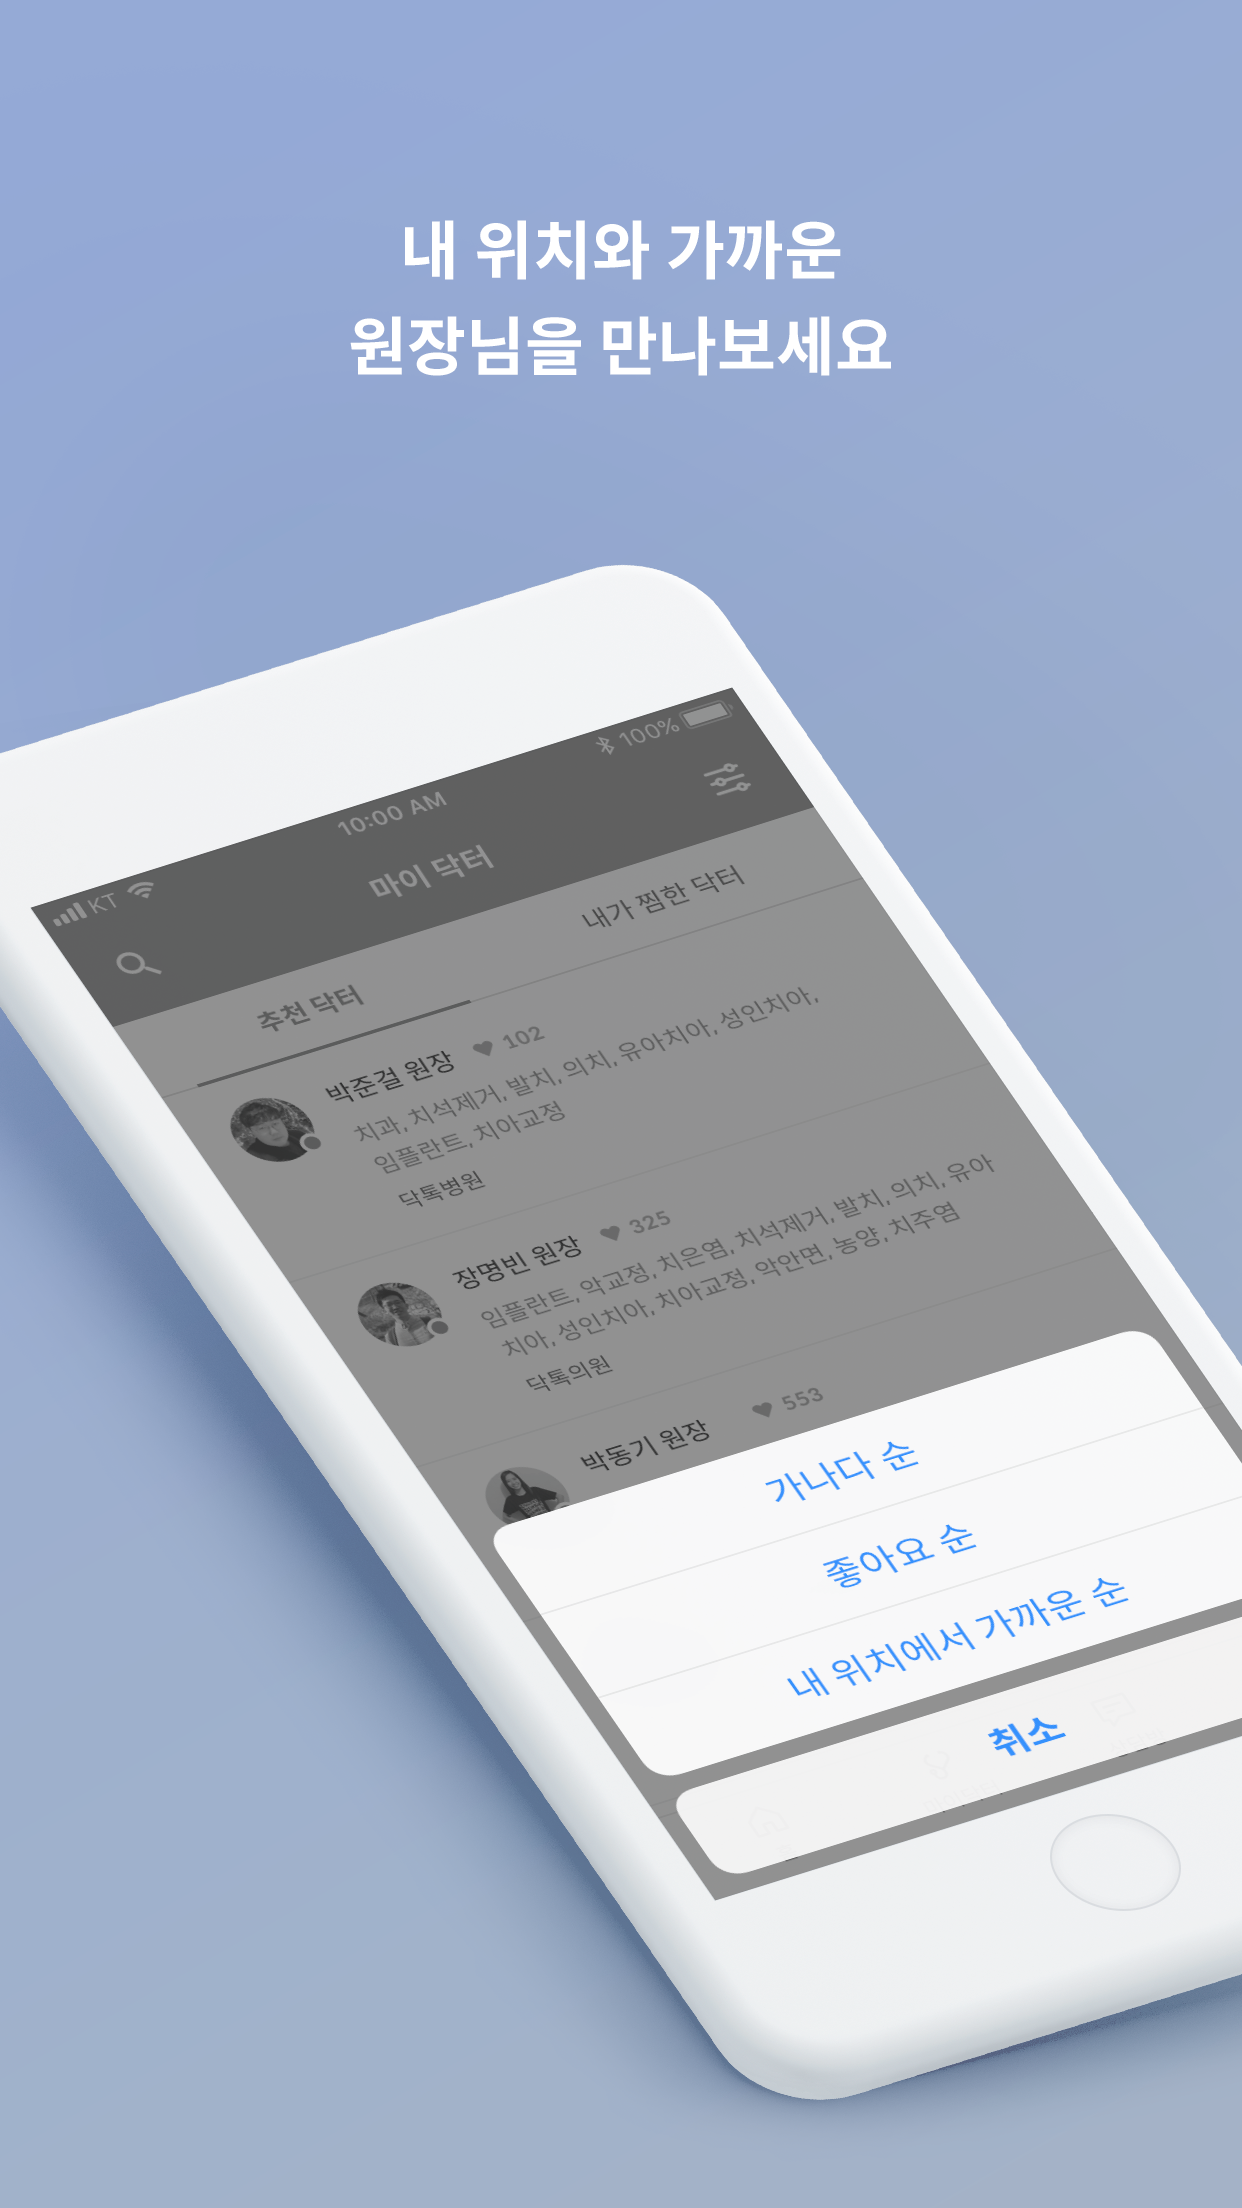 내 위치와 가까운
원장님을 만나보세요
KT 10:00 AM 100%
마이 닥터
추천 닥터 내가 찜한 닥터
박준걸 원장 102
치과, 치석제거, 발치, 의치, 유아치아, 성인치아,
임플란트, 치아교정
닥톡병원
장명빈 원장 325
임플란트, 악교정, 치은염, 치석제거, 발치, 의치, 유아
치아, 성인치아, 치아교정, 악안면, 농양, 치주염
닥톡의원
박동기 원장 553
가나다 순
좋아요 순
내 위치에서 가까운 순
취소